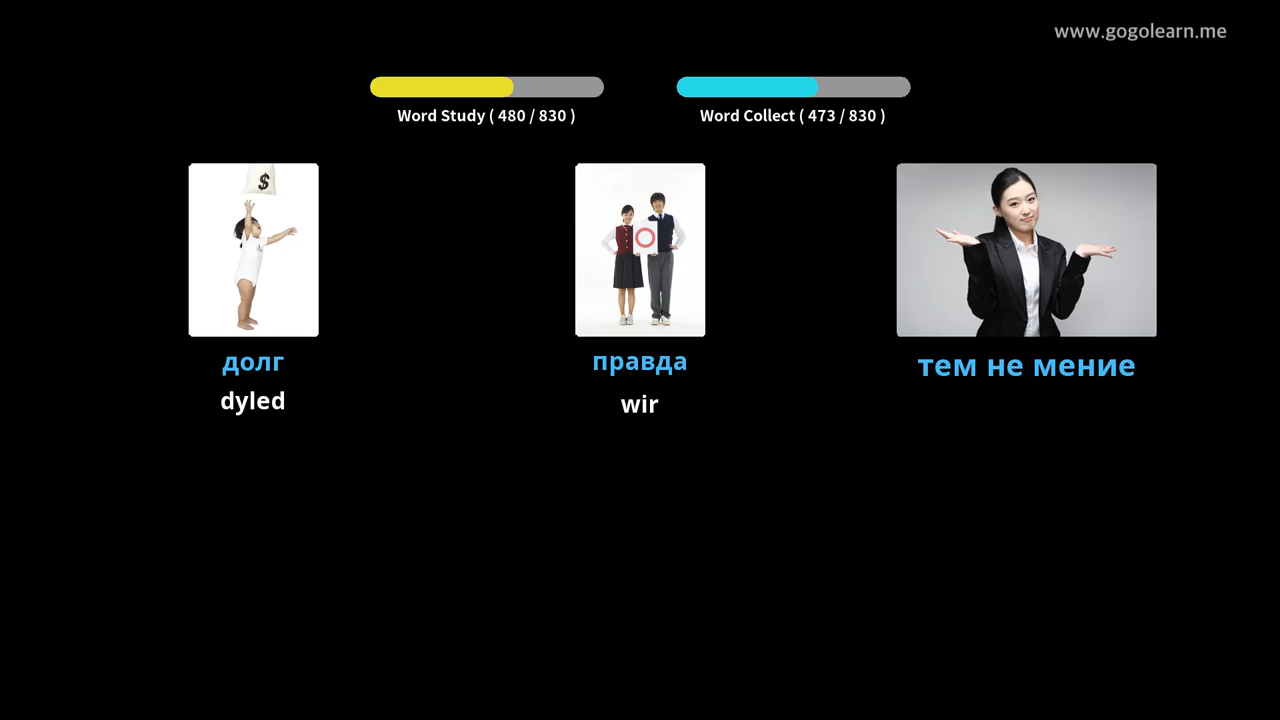 www.gogolearn.me
Word Study ( 480 / 830 )
Word Collect ( 473 / 830 )
$
долг
dyled
правда
wir
тем не мение